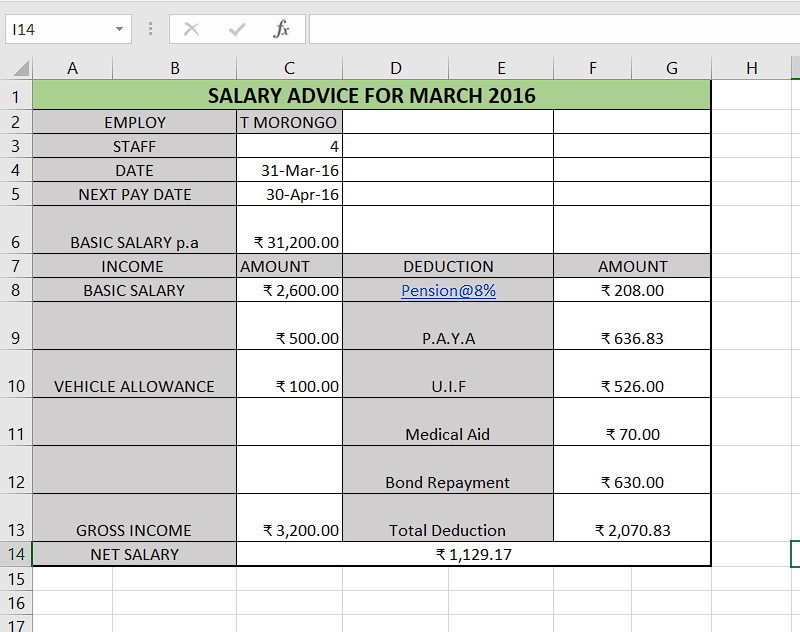 I14 fx
A B C D E F G H
1 SALARY ADVICE FOR MARCH 2016
2 EMPLOY T MORONGO
3 STAFF 4
4 DATE 31-Mar-16
5 NEXT PAY DATE 30-Apr-16
6 BASIC SALARY p.a ₹ 31,200.00
7 INCOME AMOUNT DEDUCTION AMOUNT
8 BASIC SALARY ₹ 2,600.00 Pension@8% ₹ 208.00
9 ₹ 500.00 P.A.Y.A ₹ 636.83
10 VEHICLE ALLOWANCE ₹ 100.00 U.I.F ₹ 526.00
11 Medical Aid ₹ 70.00
12 Bond Repayment ₹ 630.00
13 GROSS INCOME ₹ 3,200.00 Total Deduction ₹ 2,070.83
14 NET SALARY ₹ 1,129.17
15
16
17